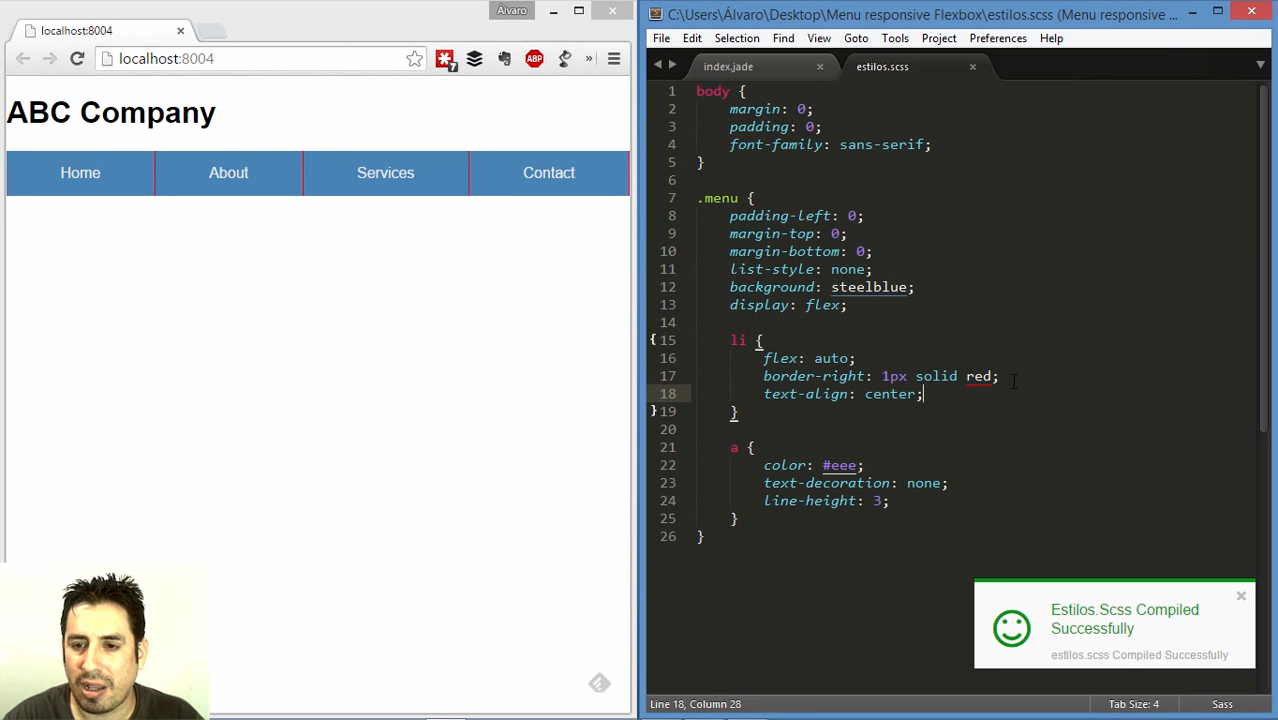 Álvaro
localhost:8004
localhost:8004
7
ABP
»
ABC Company
Home
About
Services
Contact
C:\Users\Álvaro\Desktop\Menu responsive Flexbox\estilos.scss (Menu responsive ...
File Edit Selection Find View Goto Tools Project Preferences Help
index.jade
estilos.scss
1 body {
2 margin: 0;
3 padding: 0;
4 font-family: sans-serif;
5 }
6
7 .menu {
8 padding-left: 0;
9 margin-top: 0;
10 margin-bottom: 0;
11 list-style: none;
12 background: steelblue;
13 display: flex;
14
15 li {
16 flex: auto;
17 border-right: 1px solid red;
18 text-align: center;
19 }
20
21 a {
22 color: #eee;
23 text-decoration: none;
24 line-height: 3;
25 }
26 }
Estilos.Scss Compiled
Successfully
estilos.scss Compiled Successfully
Line 18, Column 28
Tab Size: 4
Sass